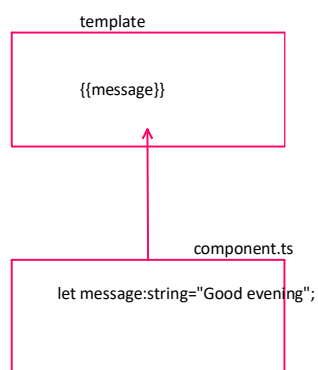 template
{{message}}
component.ts
let message:string="Good evening";